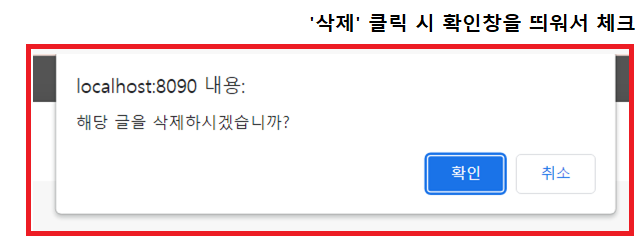 '삭제' 클릭 시 확인창을 띄워서 체크
localhost:8090 내용:
해당 글을 삭제하시겠습니까?
확인 취소